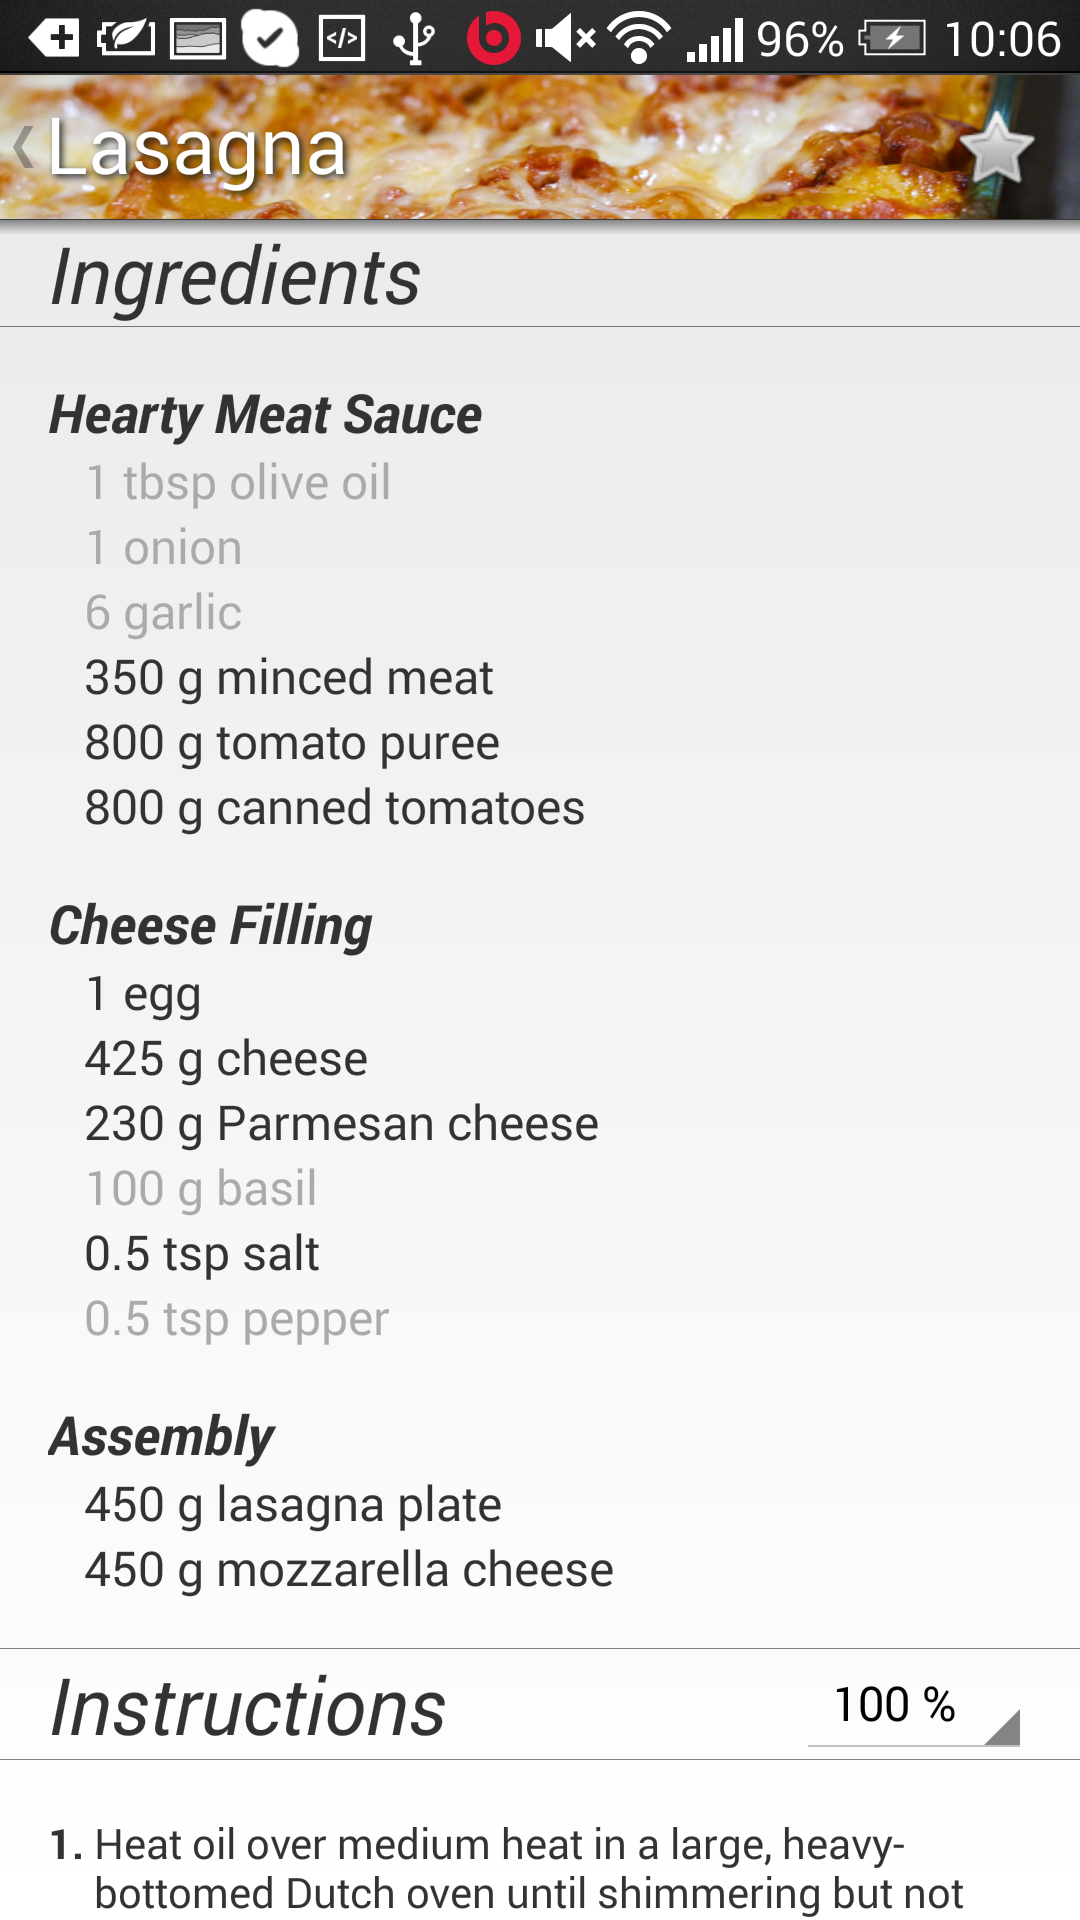 96% 10:06
Lasagna
Ingredients
Hearty Meat Sauce
1 tbsp olive oil
1 onion
6 garlic
350 g minced meat
800 g tomato puree
800 g canned tomatoes
Cheese Filling
1 egg
425 g cheese
230 g Parmesan cheese
100 g basil
0.5 tsp salt
0.5 tsp pepper
Assembly
450 g lasagna plate
450 g mozzarella cheese
Instructions 100 %
1. Heat oil over medium heat in a large, heavy-
bottomed Dutch oven until shimmering but not